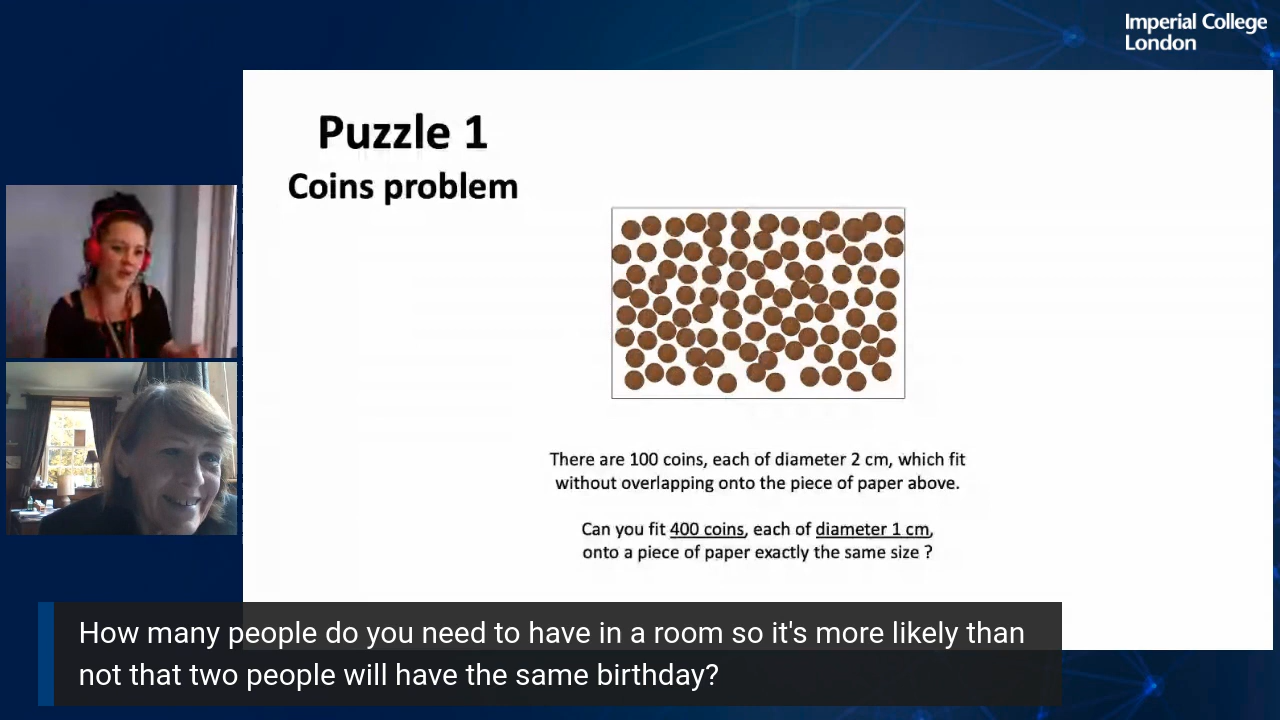 Imperial College
London
Puzzle 1
Coins problem
There are 100 coins, each of diameter 2 cm, which fit
without overlapping onto the piece of paper above.
Can you fit 400 coins, each of diameter 1 cm,
onto a piece of paper exactly the same size ?
How many people do you need to have in a room so it's more likely than
not that two people will have the same birthday?